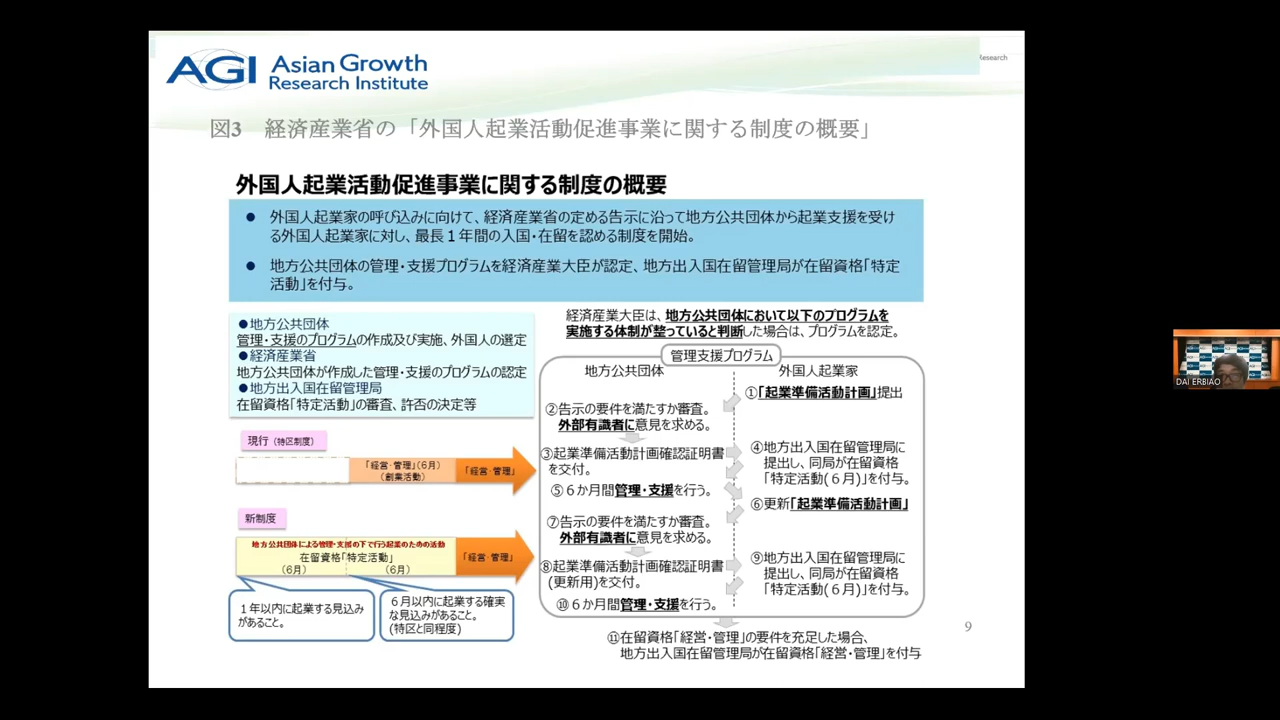 AGI Asian Growth
Research Institute
Research
図3 経済産業省の「外国人起業活動促進事業に関する制度の概要」
外国人起業活動促進事業に関する制度の概要
● 外国人起業家の呼び込みに向けて、経済産業省の定める告示に沿って地方公共団体から起業支援を受け
る外国人起業家に対し、最長１年間の入国・在留を認める制度を開始。
● 地方公共団体の管理・支援プログラムを経済産業大臣が認定、地方出入国在留管理局が在留資格「特定
活動」を付与。
●地方公共団体
管理・支援のプログラムの作成及び実施、外国人の選定
●経済産業省
地方公共団体が作成した管理・支援のプログラムの認定
●地方出入国在留管理局
在留資格「特定活動」の審査、許否の決定等
現行（特区制度）
「経営・管理」（6月）
（創業活動）
「経営・管理」
新制度
地方公共団体による管理・支援の下で行う起業のための活動
在留資格「特定活動」
（6月） （6月）
「経営・管理」
１年以内に起業する見込み
があること。
６月以内に起業する確実
な見込みがあること。
(特区と同程度)
経済産業大臣は、地方公共団体において以下のプログラムを
実施する体制が整っていると判断した場合は、プログラムを認定。
管理支援プログラム
地方公共団体 外国人起業家
①「起業準備活動計画」提出
②告示の要件を満たすか審査。
外部有識者に意見を求める。
③起業準備活動計画確認証明書
を交付。
④地方出入国在留管理局に
提出し、同局が在留資格
「特定活動(６月)」を付与。
⑤６か月間管理・支援を行う。
⑥更新「起業準備活動計画」
⑦告示の要件を満たすか審査。
外部有識者に意見を求める。
⑧起業準備活動計画確認証明書
(更新用)を交付。
⑨地方出入国在留管理局に
提出し、同局が在留資格
「特定活動(６月)」を付与。
⑩６か月間管理・支援を行う。
⑪在留資格「経営・管理」の要件を充足した場合、
地方出入国在留管理局が在留資格「経営・管理」を付与
9
DAI ERBIAO